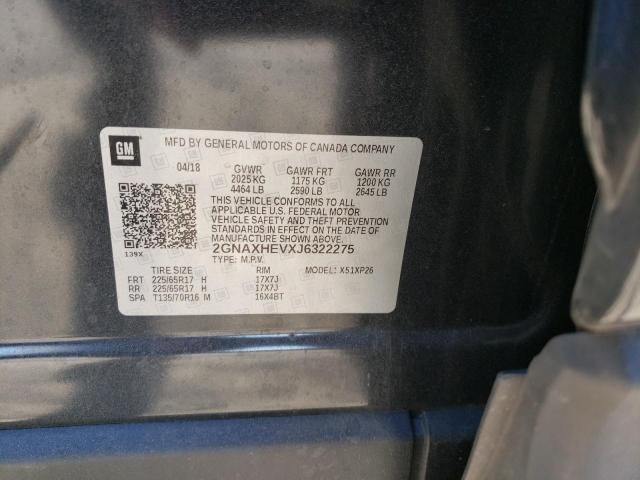 GM
MFD BY GENERAL MOTORS OF CANADA COMPANY
04/18 GVWR GAWR FRT GAWR RR
2025 KG 1175 KG 1200 KG
4464 LB 2590 LB 2645 LB
THIS VEHICLE CONFORMS TO ALL
APPLICABLE U.S. FEDERAL MOTOR
VEHICLE SAFETY AND THEFT PREVENTION
STANDARDS IN EFFECT ON THE DATE OF
MANUFACTURE SHOWN ABOVE.
2GNAXHEVXJ6322275
139X
TYPE: M.P.V.
TIRE SIZE RIM MODEL: X51XP26
FRT 225/65R17 H 17X7J
RR 225/65R17 H 17X7J
SPA T135/70R16 M 16X4BT